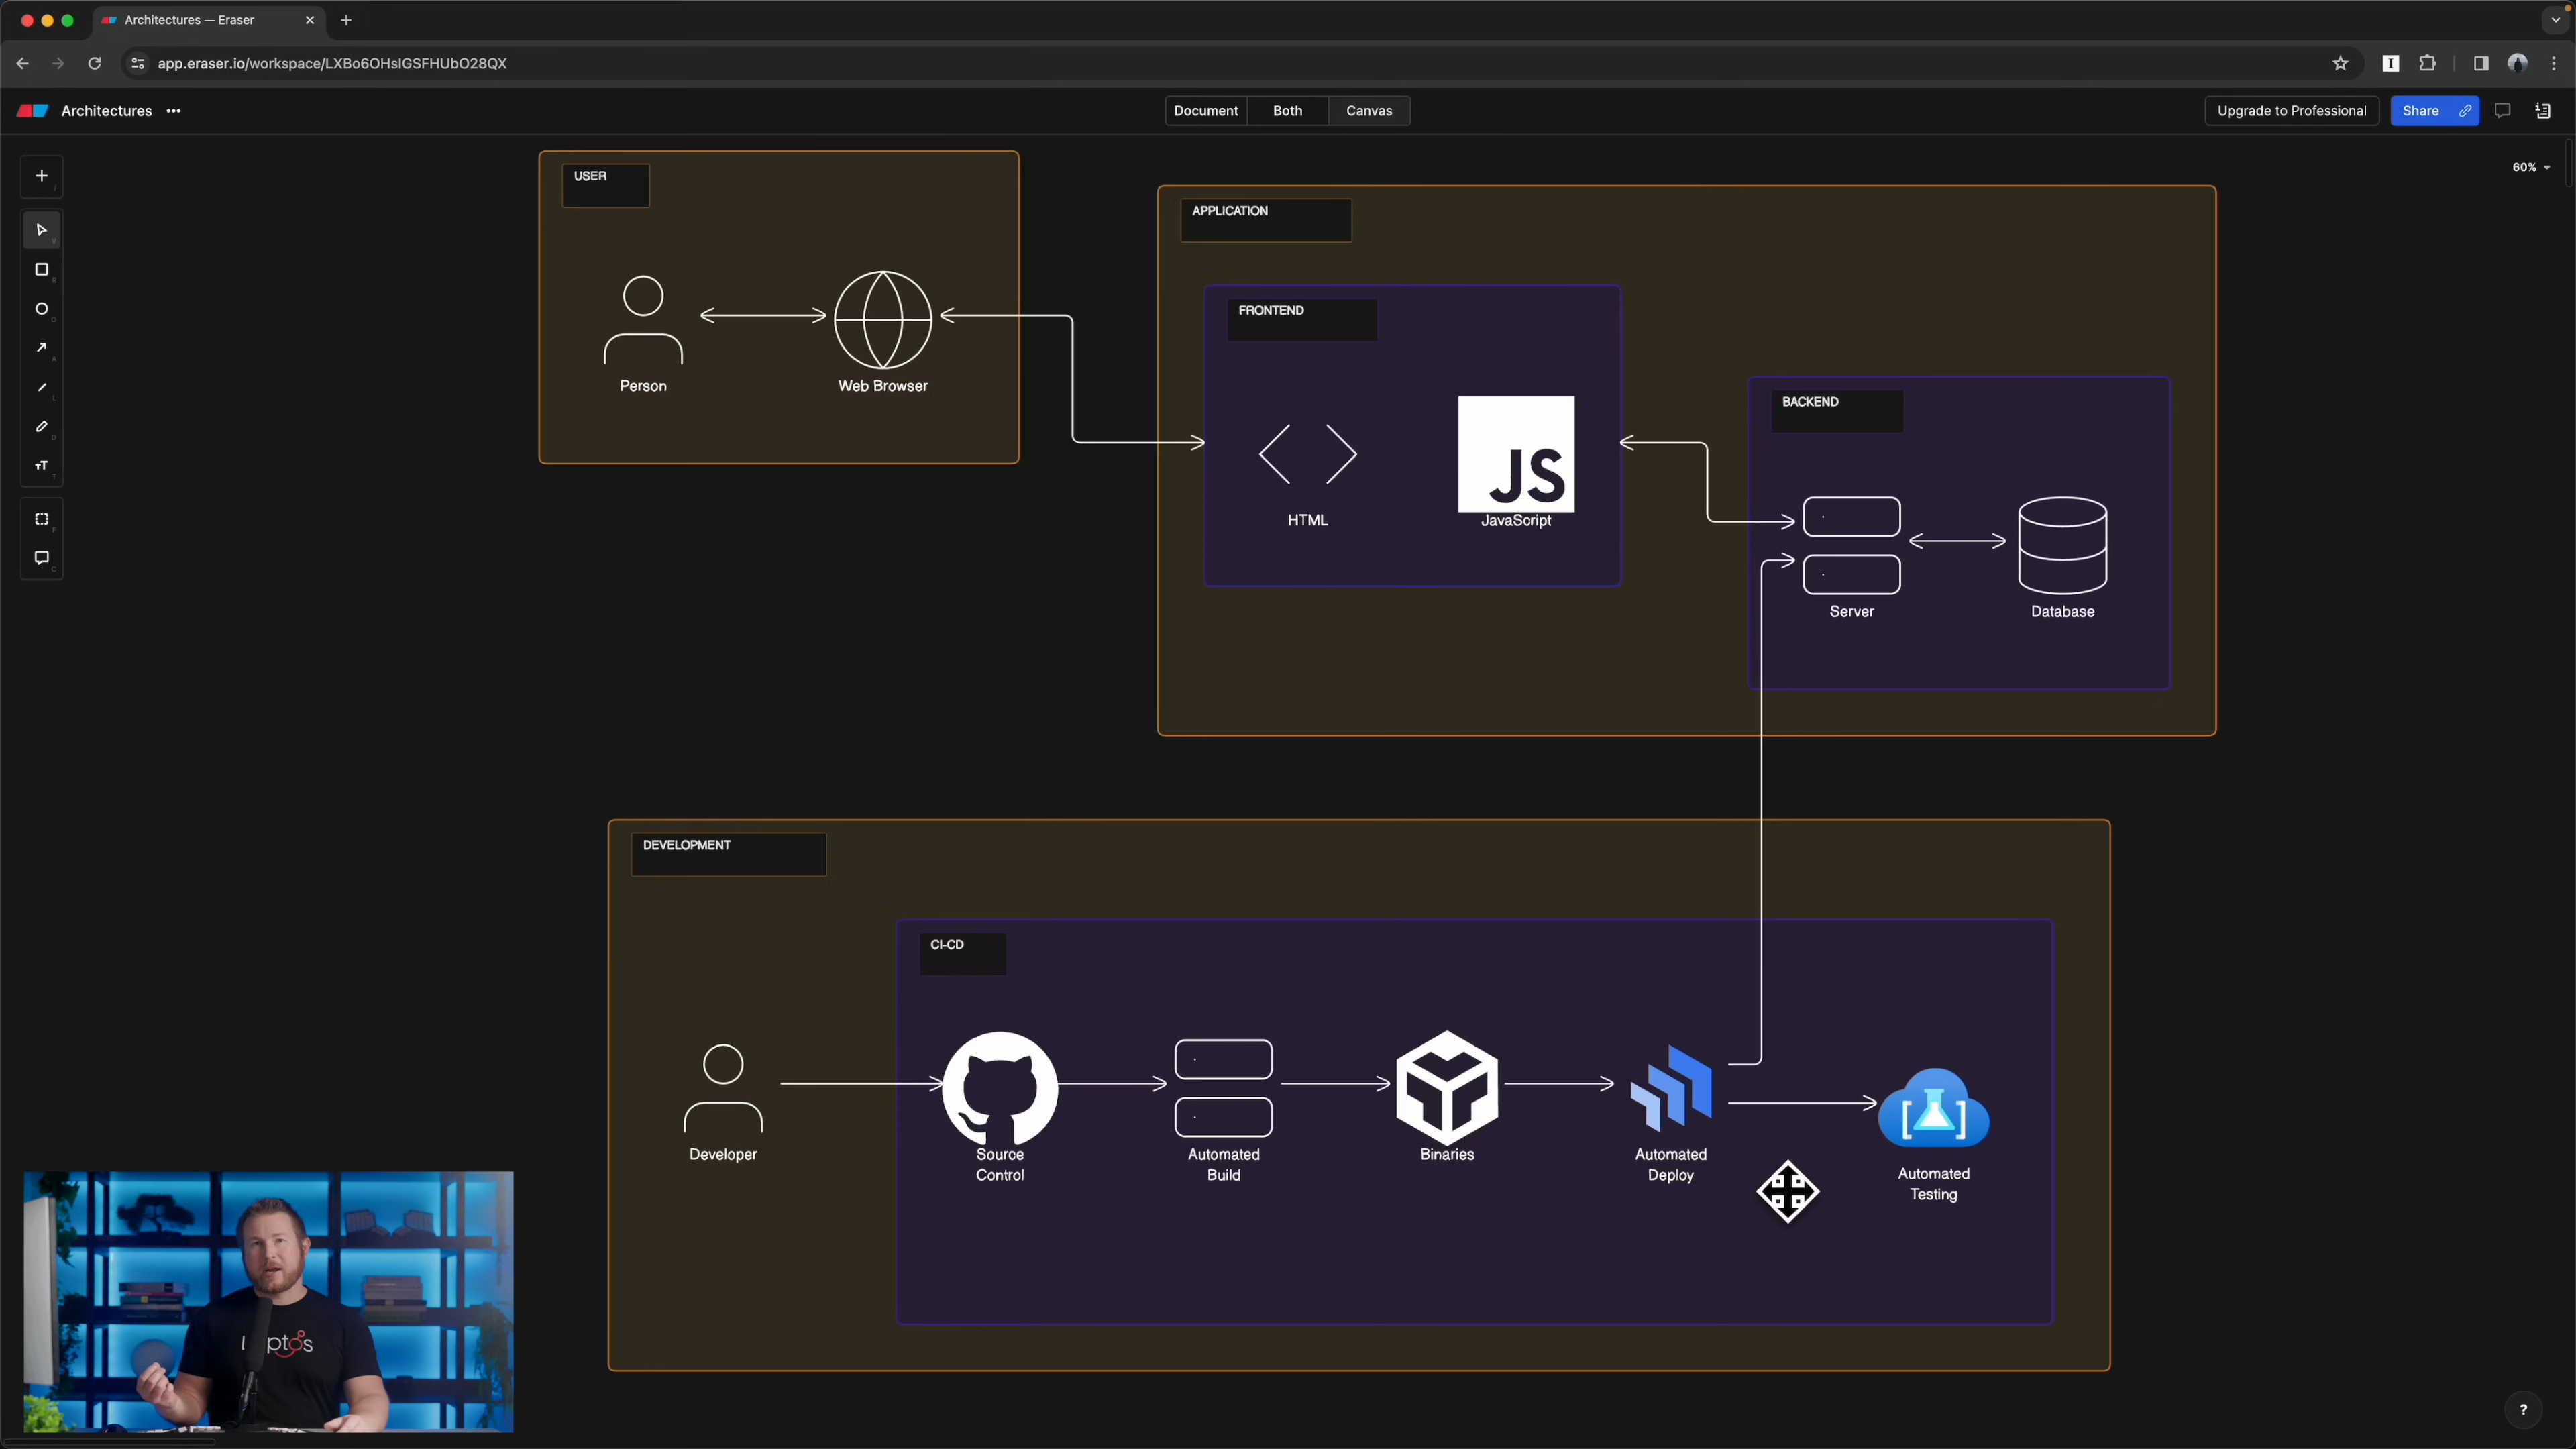 Architectures — Eraser
app.eraser.io/workspace/LXBo6OHsIGSFHUbO28QX
Architectures
Document
Both
Canvas
Upgrade to Professional
Share
60%
USER
Person
Web Browser
APPLICATION
FRONTEND
HTML
JS
JavaScript
BACKEND
Server
Database
DEVELOPMENT
CI-CD
Developer
Source
Control
Automated
Build
Binaries
Automated
Deploy
Automated
Testing
?